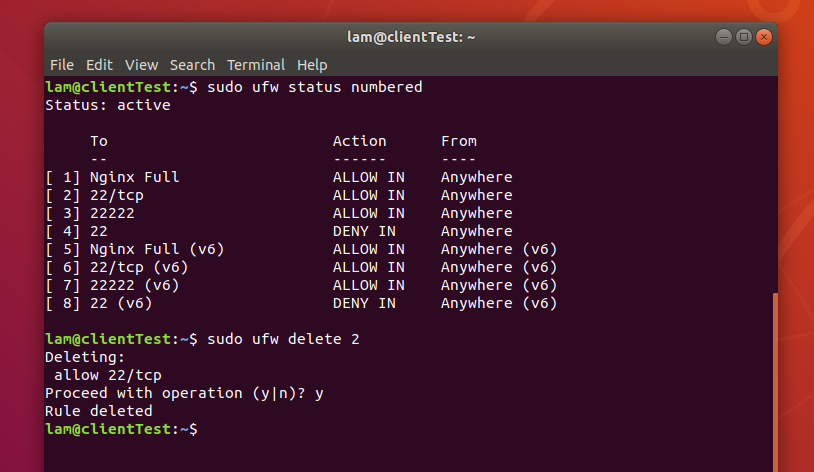 lam@clientTest: ~
File Edit View Search Terminal Help
lam@clientTest:~$ sudo ufw status numbered
Status: active
     To                         Action      From
     --                         ------      ----
[ 1] Nginx Full                 ALLOW IN    Anywhere
[ 2] 22/tcp                     ALLOW IN    Anywhere
[ 3] 22222                      ALLOW IN    Anywhere
[ 4] 22                         DENY IN     Anywhere
[ 5] Nginx Full (v6)            ALLOW IN    Anywhere (v6)
[ 6] 22/tcp (v6)                ALLOW IN    Anywhere (v6)
[ 7] 22222 (v6)                 ALLOW IN    Anywhere (v6)
[ 8] 22 (v6)                    DENY IN     Anywhere (v6)
lam@clientTest:~$ sudo ufw delete 2
Deleting:
 allow 22/tcp
Proceed with operation (y|n)? y
Rule deleted
lam@clientTest:~$